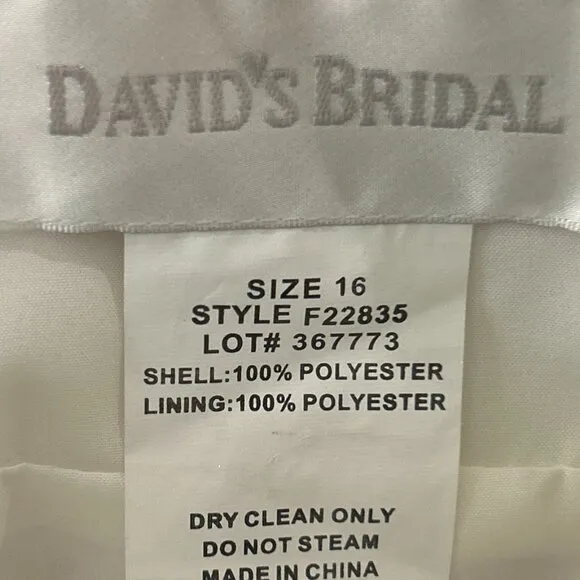 DAVID'S BRIDAL
SIZE 16
STYLE F22835
LOT# 367773
SHELL:100% POLYESTER
LINING:100% POLYESTER
DRY CLEAN ONLY
DO NOT STEAM
MADE IN CHINA